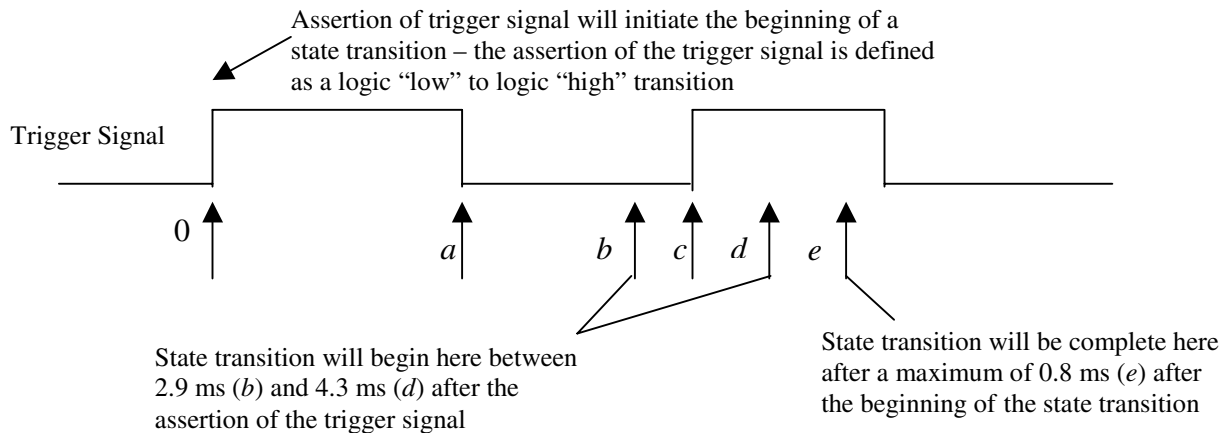 Assertion of trigger signal will initiate the beginning of a
state transition – the assertion of the trigger signal is defined
as a logic “low” to logic “high” transition
Trigger Signal
0
a
b
c
d
e
State transition will begin here between
2.9 ms (b) and 4.3 ms (d) after the
assertion of the trigger signal
State transition will be complete here
after a maximum of 0.8 ms (e) after
the beginning of the state transition